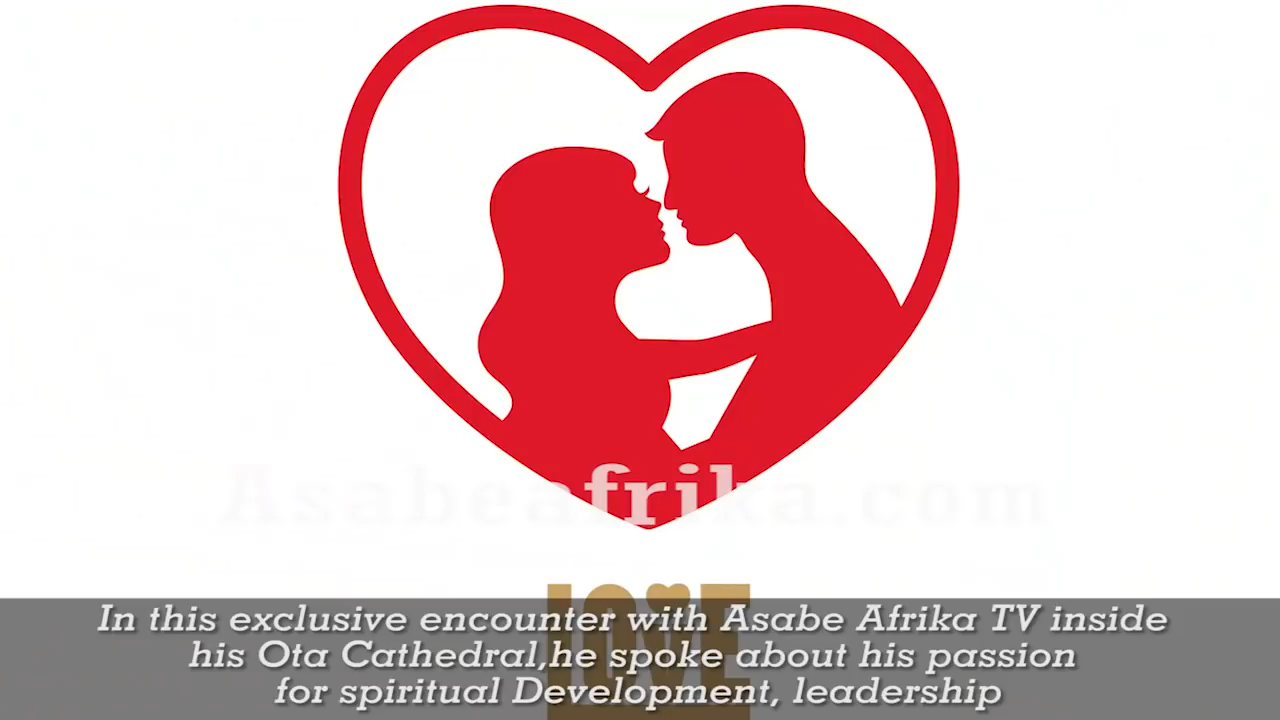 Asabeafrika.com
LOVE
In this exclusive encounter with Asabe Afrika TV inside
his Ota Cathedral,he spoke about his passion
for spiritual Development, leadership